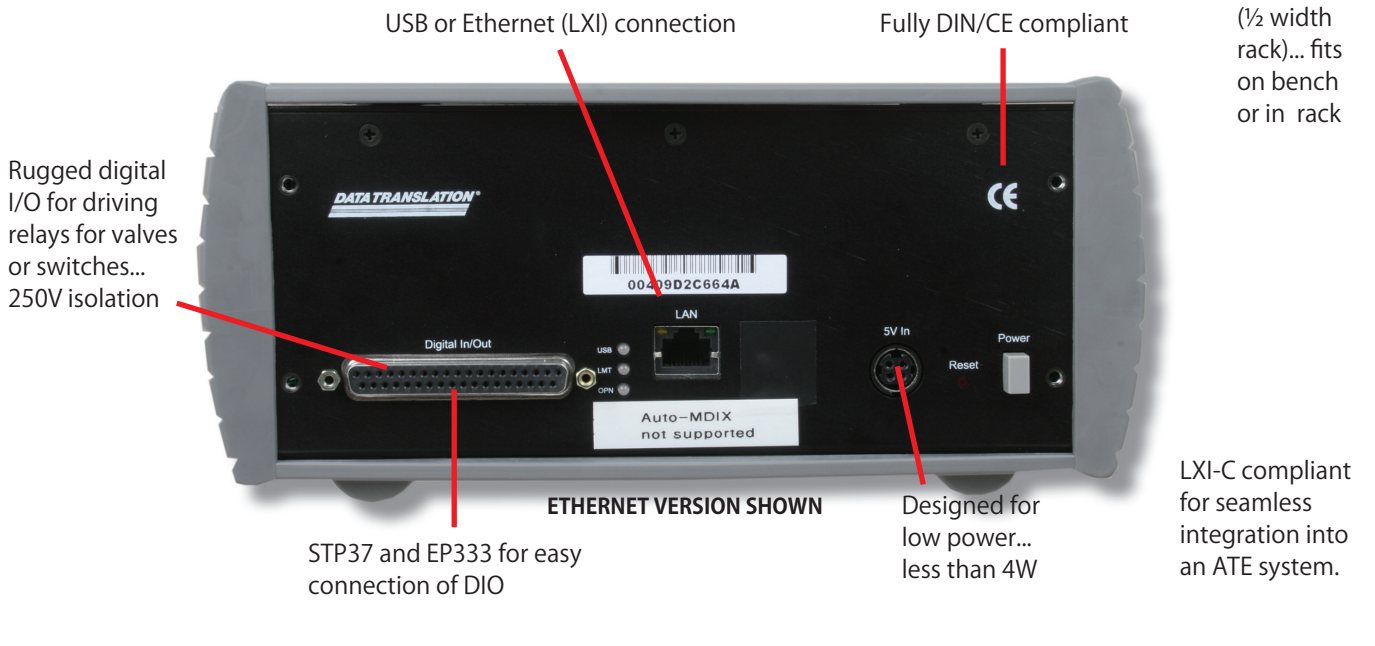 USB or Ethernet (LXI) connection
Fully DIN/CE compliant
(½ width
rack)... fits
on bench
or in rack
Rugged digital
I/O for driving
relays for valves
or switches...
250V isolation
DATA TRANSLATION®
CE
00409D2C664A
LAN
Digital In/Out
USB
LMT
OPN
5V In
Reset
Power
Auto-MDIX
not supported
ETHERNET VERSION SHOWN
STP37 and EP333 for easy
connection of DIO
Designed for
low power...
less than 4W
LXI-C compliant
for seamless
integration into
an ATE system.